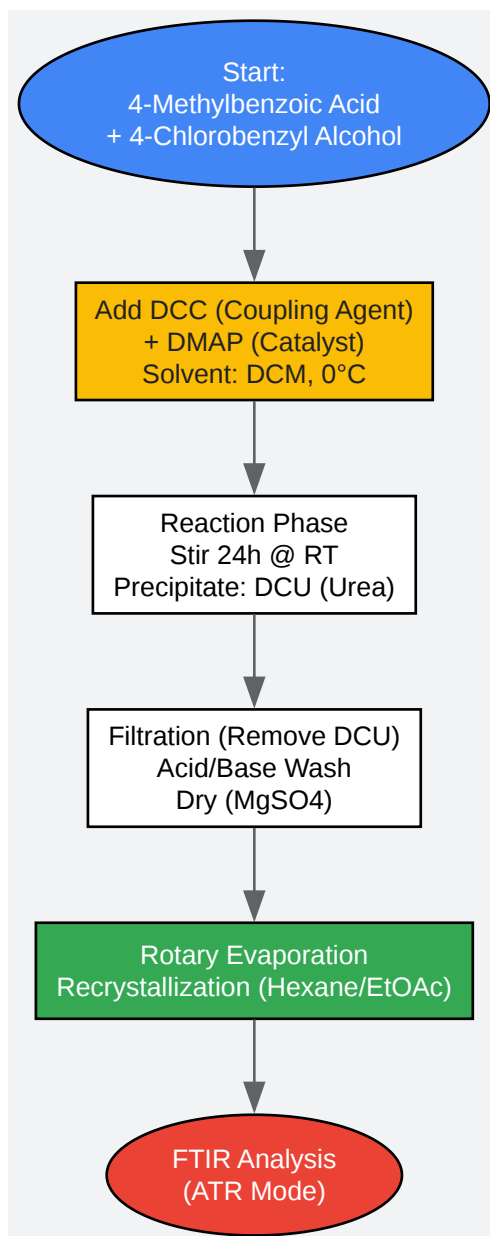 Start:
4-Methylbenzoic Acid
+ 4-Chlorobenzyl Alcohol
Add DCC (Coupling Agent)
+ DMAP (Catalyst)
Solvent: DCM, 0°C
Reaction Phase
Stir 24h @ RT
Precipitate: DCU (Urea)
Filtration (Remove DCU)
Acid/Base Wash
Dry (MgSO4)
Rotary Evaporation
Recrystallization (Hexane/EtOAc)
FTIR Analysis
(ATR Mode)